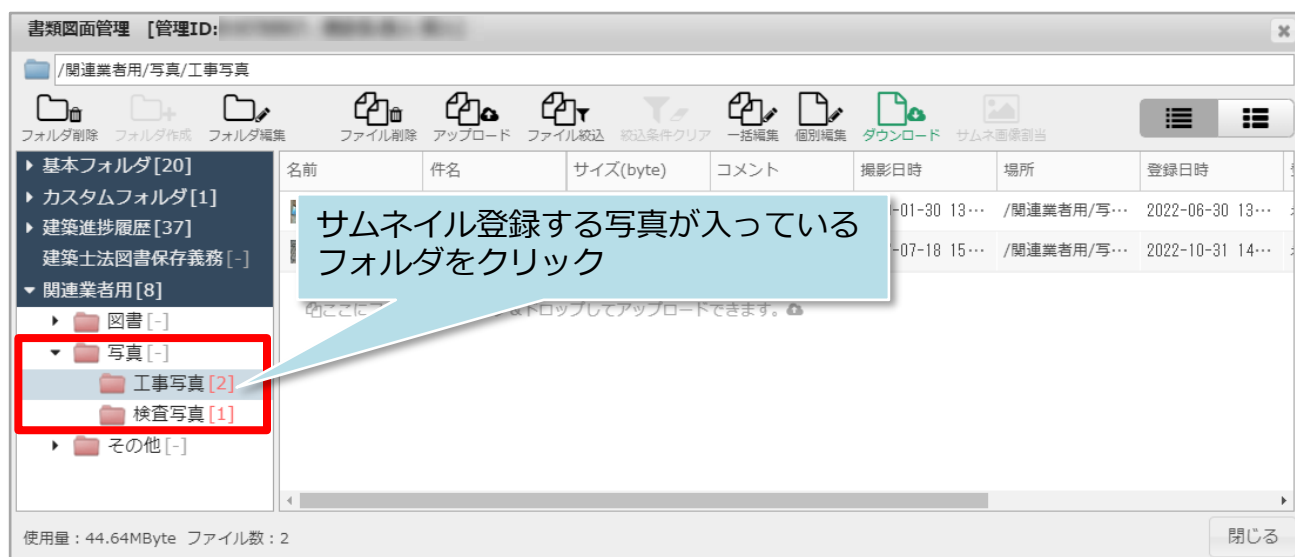 書類図面管理 [管理ID:
/関連業者用/写真/工事写真
フォルダ削除 フォルダ作成 フォルダ編集 ファイル削除 アップロード ファイル絞込 絞込条件クリア 一括編集 個別編集 ダウンロード サムネ画像割当
基本フォルダ[20]
カスタムフォルダ[1]
建築進捗履歴[37]
建築士法図書保存義務[-]
関連業者用[8]
図書[-]
写真[-]
工事写真[2]
検査写真[1]
その他[-]
名前 件名 サイズ(byte) コメント 撮影日時 場所 登録日時
-01-30 13… /関連業者用/写… 2022-06-30 13…
-07-18 15… /関連業者用/写… 2022-10-31 14…
サムネイル登録する写真が入っている
フォルダをクリック
ここにフ ドロップしてアップロードできます。
使用量：44.64MByte ファイル数：2
閉じる